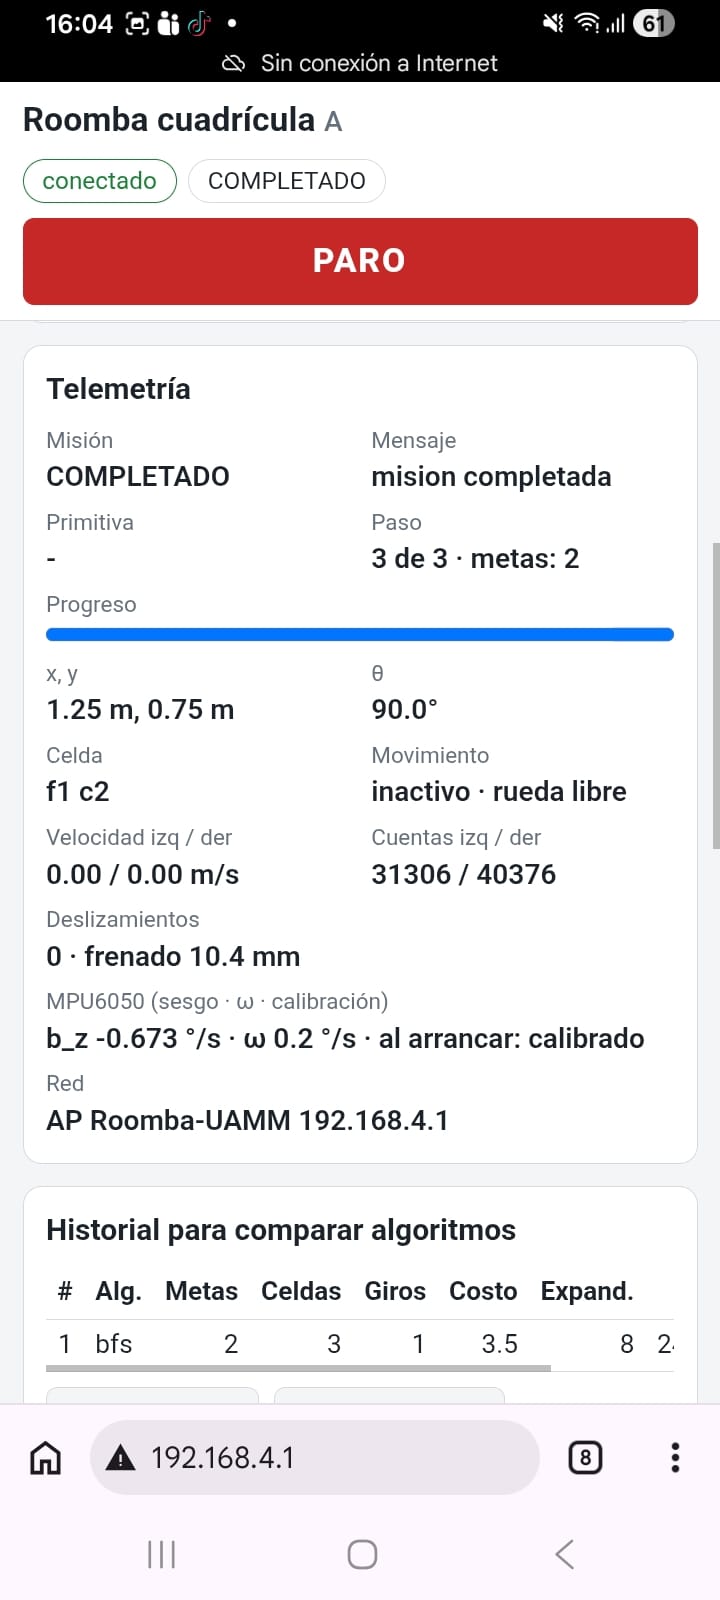 16:04 61
Sin conexión a Internet
Roomba cuadrícula A
conectado COMPLETADO
PARO
Telemetría
Misión Mensaje
COMPLETADO mision completada
Primitiva Paso
- 3 de 3 · metas: 2
Progreso
x, y θ
1.25 m, 0.75 m 90.0°
Celda Movimiento
f1 c2 inactivo · rueda libre
Velocidad izq / der Cuentas izq / der
0.00 / 0.00 m/s 31306 / 40376
Deslizamientos
0 · frenado 10.4 mm
MPU6050 (sesgo · ω · calibración)
b_z -0.673 °/s · ω 0.2 °/s · al arrancar: calibrado
Red
AP Roomba-UAMM 192.168.4.1
Historial para comparar algoritmos
# Alg. Metas Celdas Giros Costo Expand.
1 bfs 2 3 1 3.5 8
192.168.4.1 8